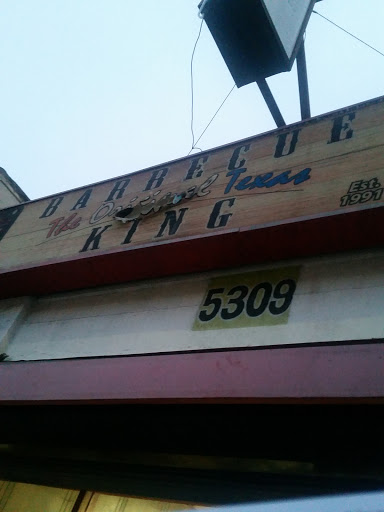 BARBECUE
The Original Texas
KING
Est.
1991
5309